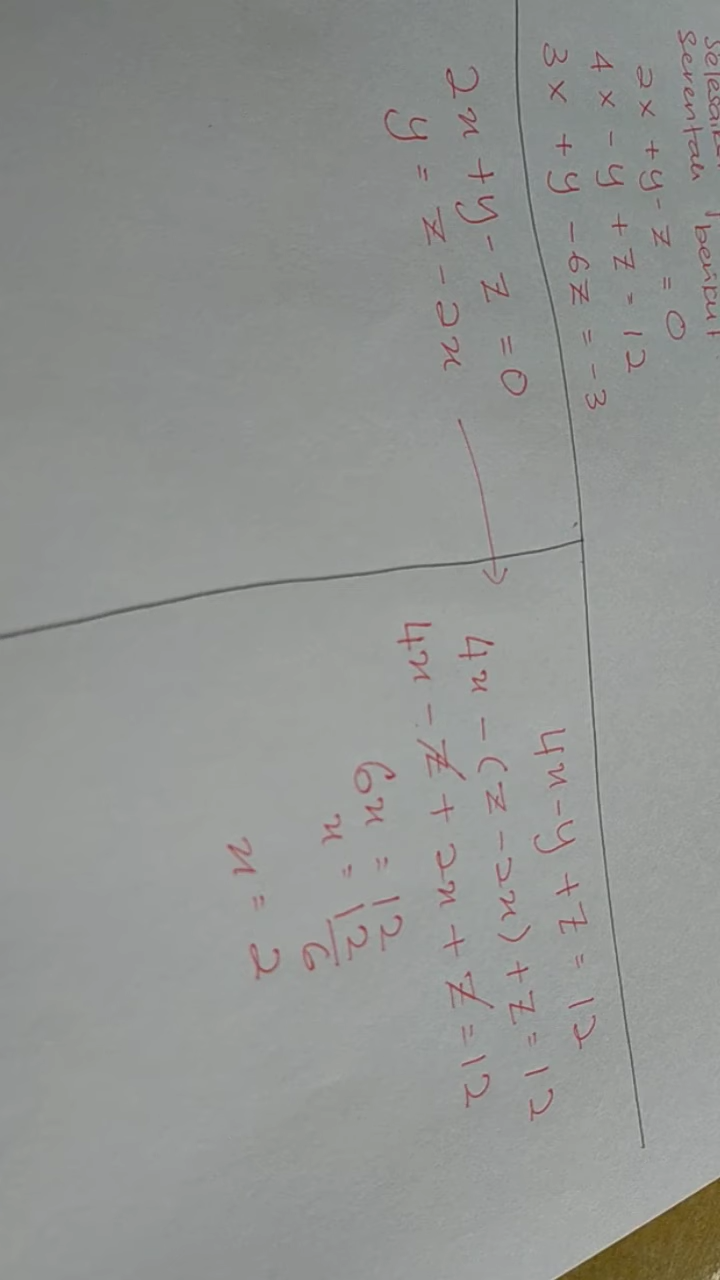 serentak berikut
2x + y - z = 0
4x - y + z = 12
3x + y - 6z = -3
2x + y - z = 0
y = z - 2x
4x - y + z = 12
4x - (z - 2x) + z = 12
4x - z + 2x + z = 12
6x = 12
x = 12/6
x = 2